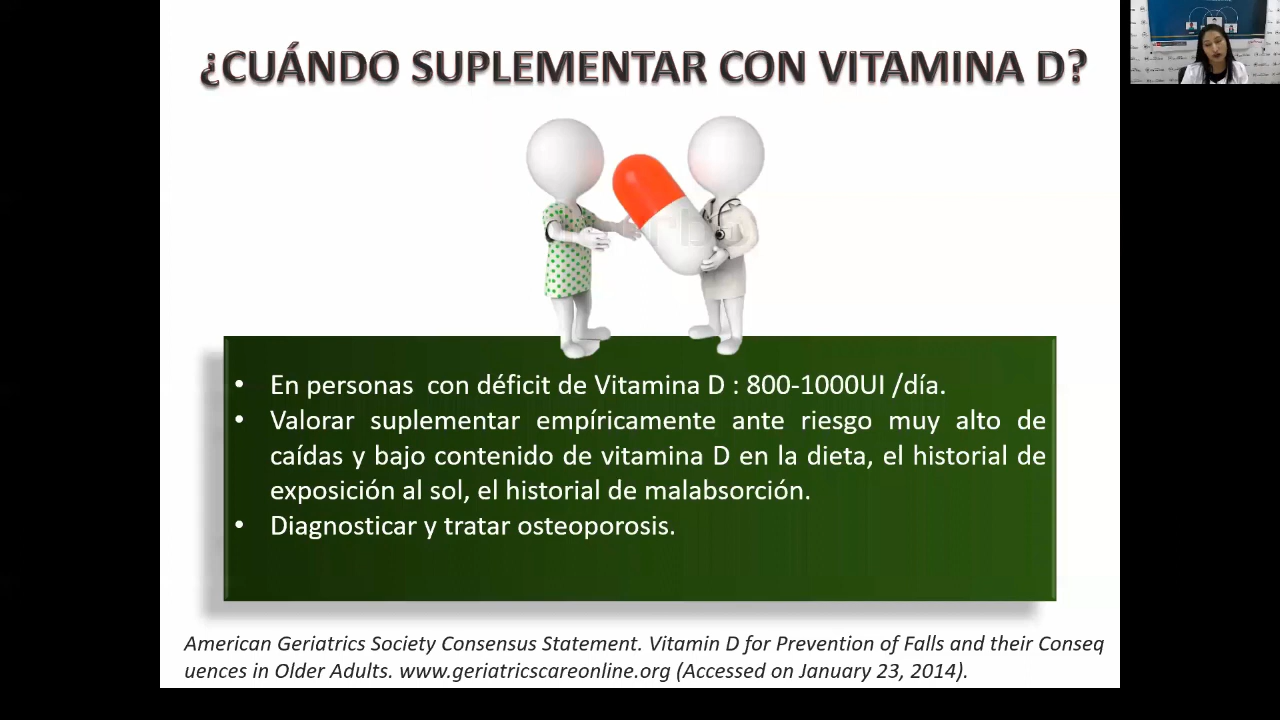 ¿CUÁNDO SUPLEMENTAR CON VITAMINA D?
• En personas con déficit de Vitamina D : 800-1000UI /día.
• Valorar suplementar empíricamente ante riesgo muy alto de
caídas y bajo contenido de vitamina D en la dieta, el historial de
exposición al sol, el historial de malabsorción.
• Diagnosticar y tratar osteoporosis.
American Geriatrics Society Consensus Statement. Vitamin D for Prevention of Falls and their Conseq
uences in Older Adults. www.geriatricscareonline.org (Accessed on January 23, 2014).